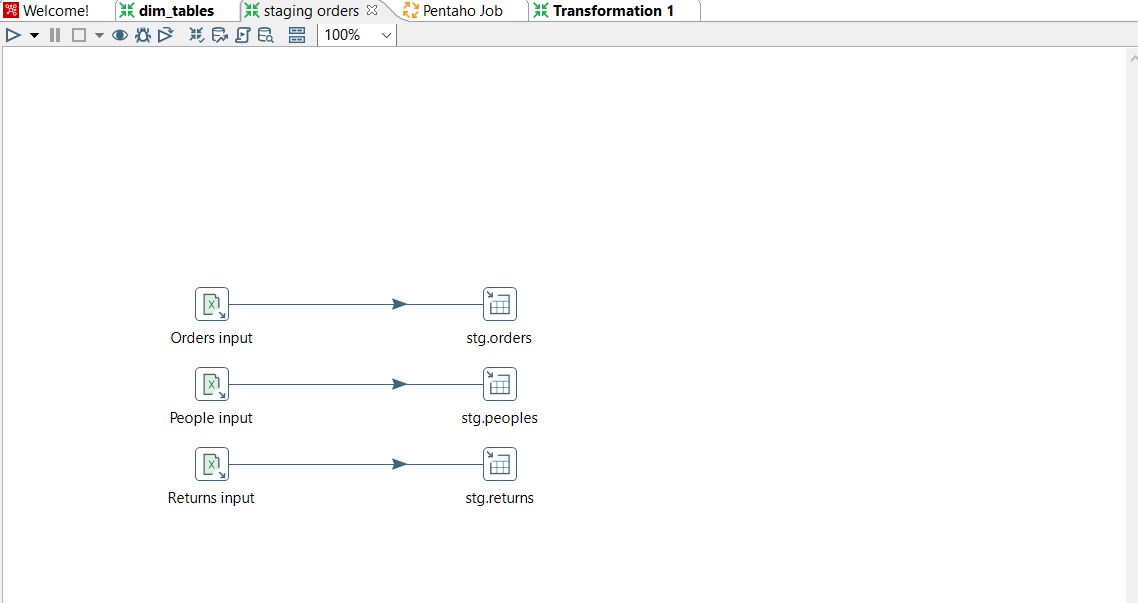 Welcome! dim_tables staging orders Pentaho Job Transformation 1
100%
Orders input stg.orders
People input stg.peoples
Returns input stg.returns